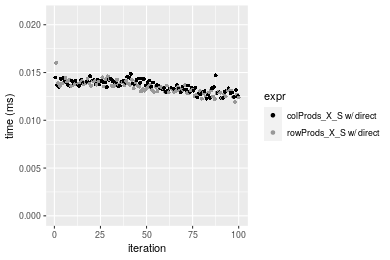 0.020
0.015
0.010
0.005
0.000
time (ms)
0
25
50
75
100
iteration
expr
colProds_X_S w/ direct
rowProds_X_S w/ direct